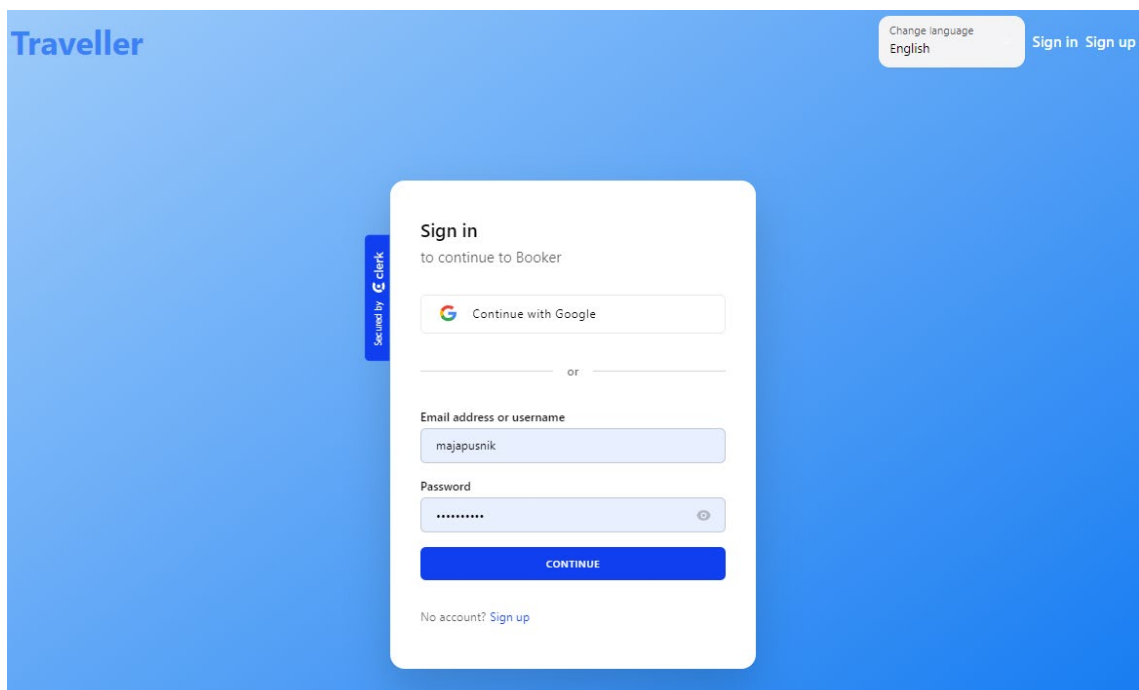 Traveller
Change language
English
Sign in Sign up
Sign in
to continue to Booker
Secured by clerk
Continue with Google
or
Email address or username
majapusnik
Password
••••••••••
CONTINUE
No account? Sign up